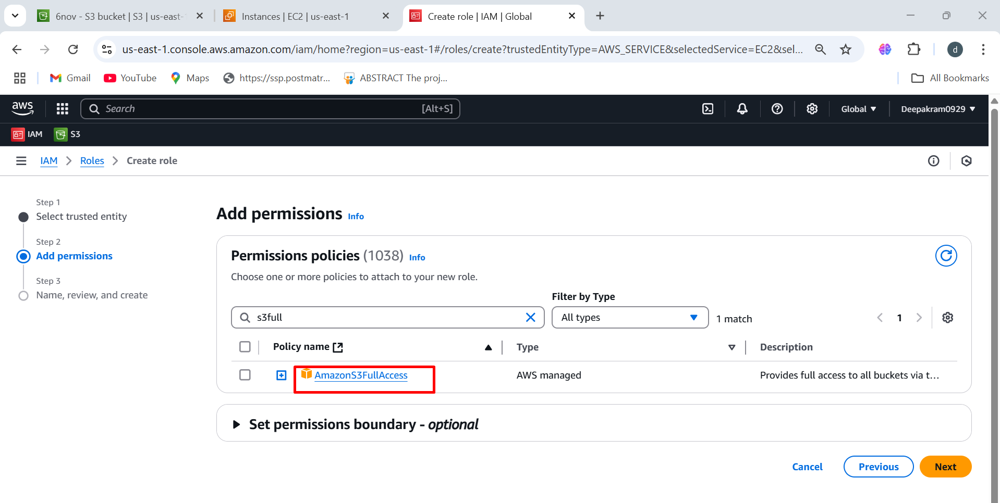 6nov - S3 bucket | S3 | us-east-
Instances | EC2 | us-east-1
Create role | IAM | Global
us-east-1.console.aws.amazon.com/iam/home?region=us-east-1#/roles/create?trustedEntityType=AWS_SERVICE&selectedService=EC2&sel...
d
Gmail
YouTube
Maps
https://ssp.postmatr...
ABSTRACT The proj...
All Bookmarks
aws
Search
[Alt+S]
Global
Deepakram0929
IAM
S3
IAM
Roles
Create role
Step 1
Select trusted entity
Step 2
Add permissions
Step 3
Name, review, and create
Add permissions Info
Permissions policies (1038) Info
Choose one or more policies to attach to your new role.
Filter by Type
s3full
All types
1 match
1
Policy name
Type
Description
AmazonS3FullAccess
AWS managed
Provides full access to all buckets via t...
Set permissions boundary - optional
Cancel
Previous
Next